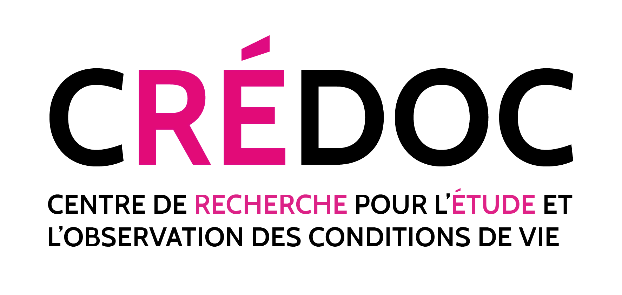 CRÉDOC
CENTRE DE RECHERCHE POUR L'ÉTUDE ET
L'OBSERVATION DES CONDITIONS DE VIE